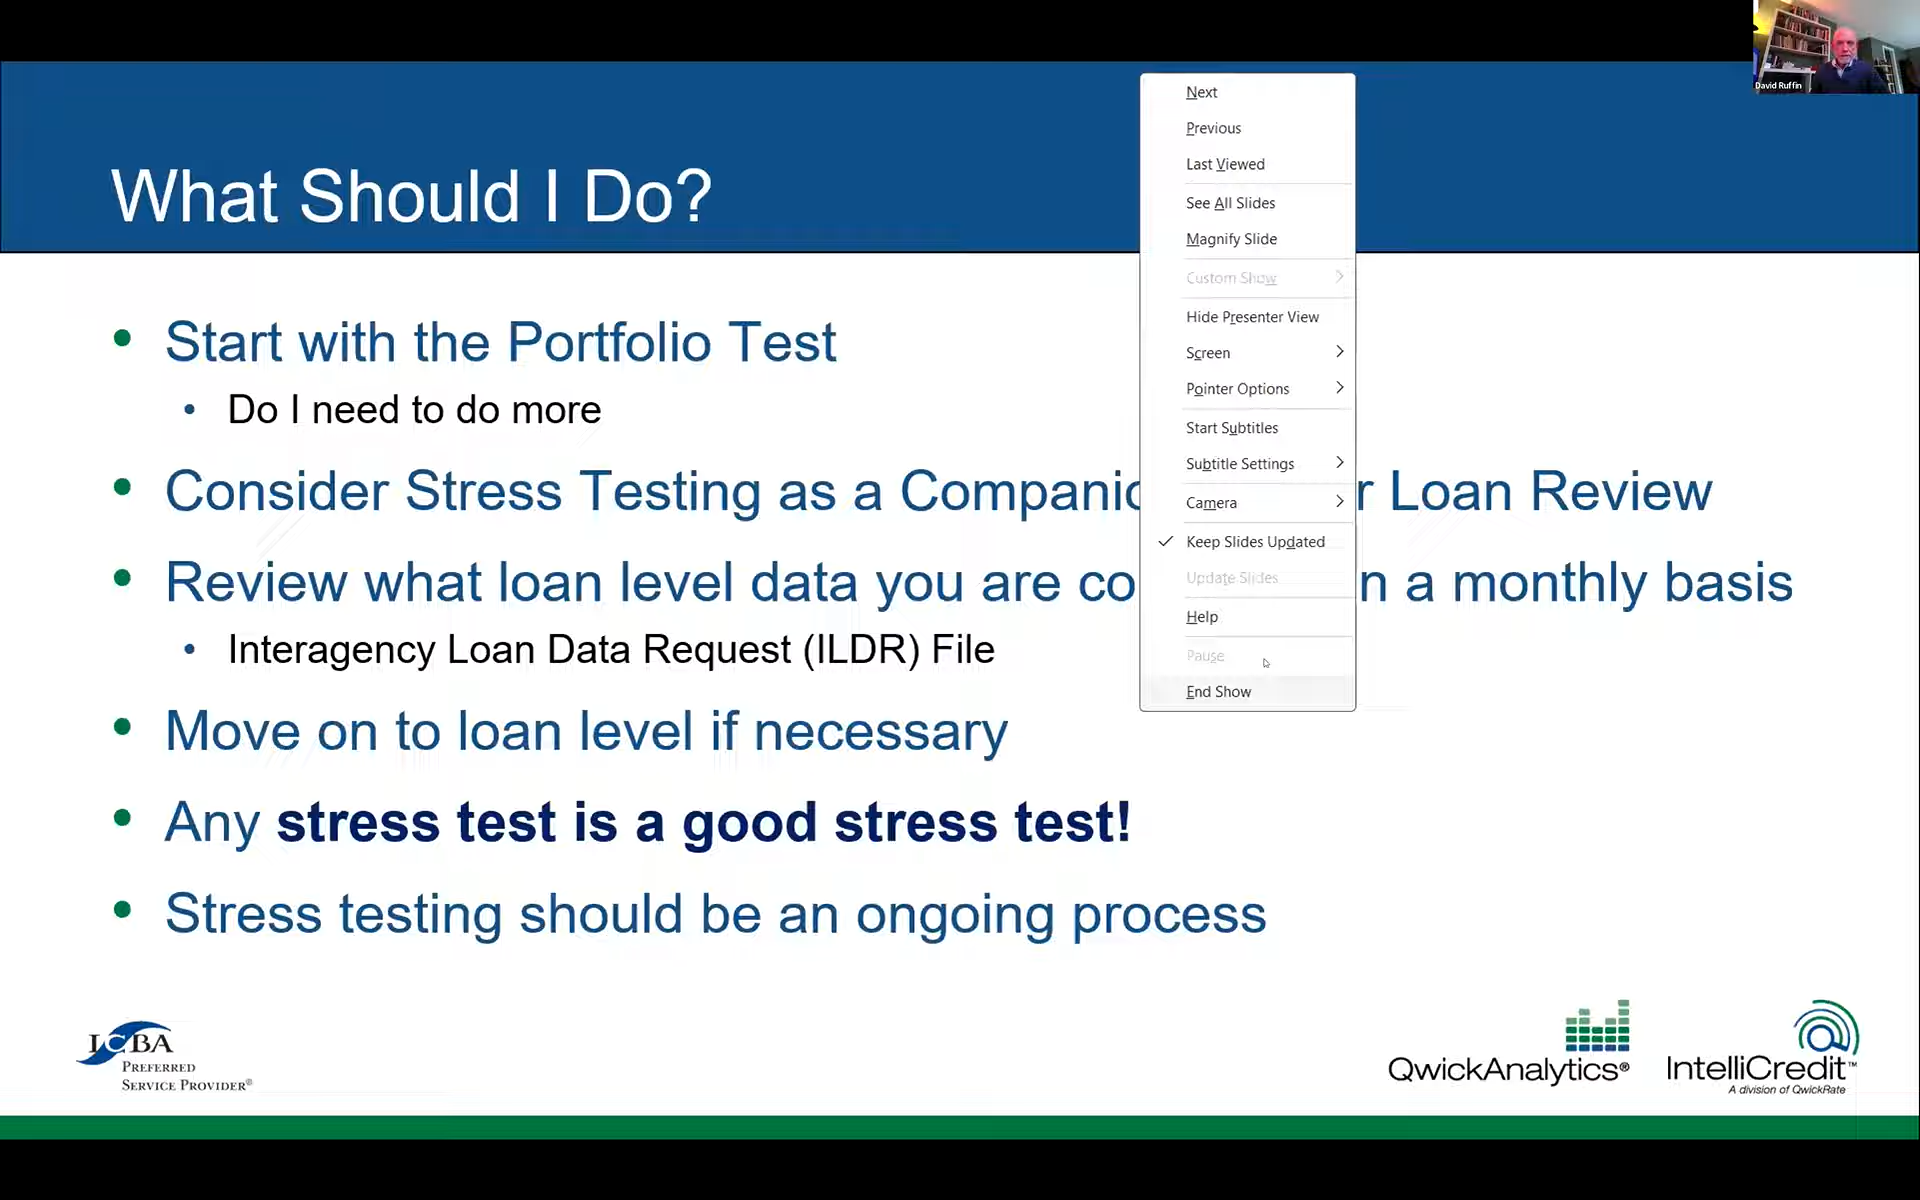 David Ruffin
What Should I Do?
• Start with the Portfolio Test
• Do I need to do more
• Consider Stress Testing as a r Loan Review
• Review what loan level data you are n a monthly basis
• Interagency Loan Data Request (ILDR) File
• Move on to loan level if necessary
• Any stress test is a good stress test!
• Stress testing should be an ongoing process
Next
Previous
Last Viewed
See All Slides
Magnify Slide
Custom Show
Hide Presenter View
Screen
Pointer Options
Start Subtitles
Subtitle Settings
Camera
Keep Slides Updated
Update Slides
Help
Pause
End Show
ICBA
PREFERRED
SERVICE PROVIDER®
QwickAnalytics®
IntelliCredit™
A division of QwickRate